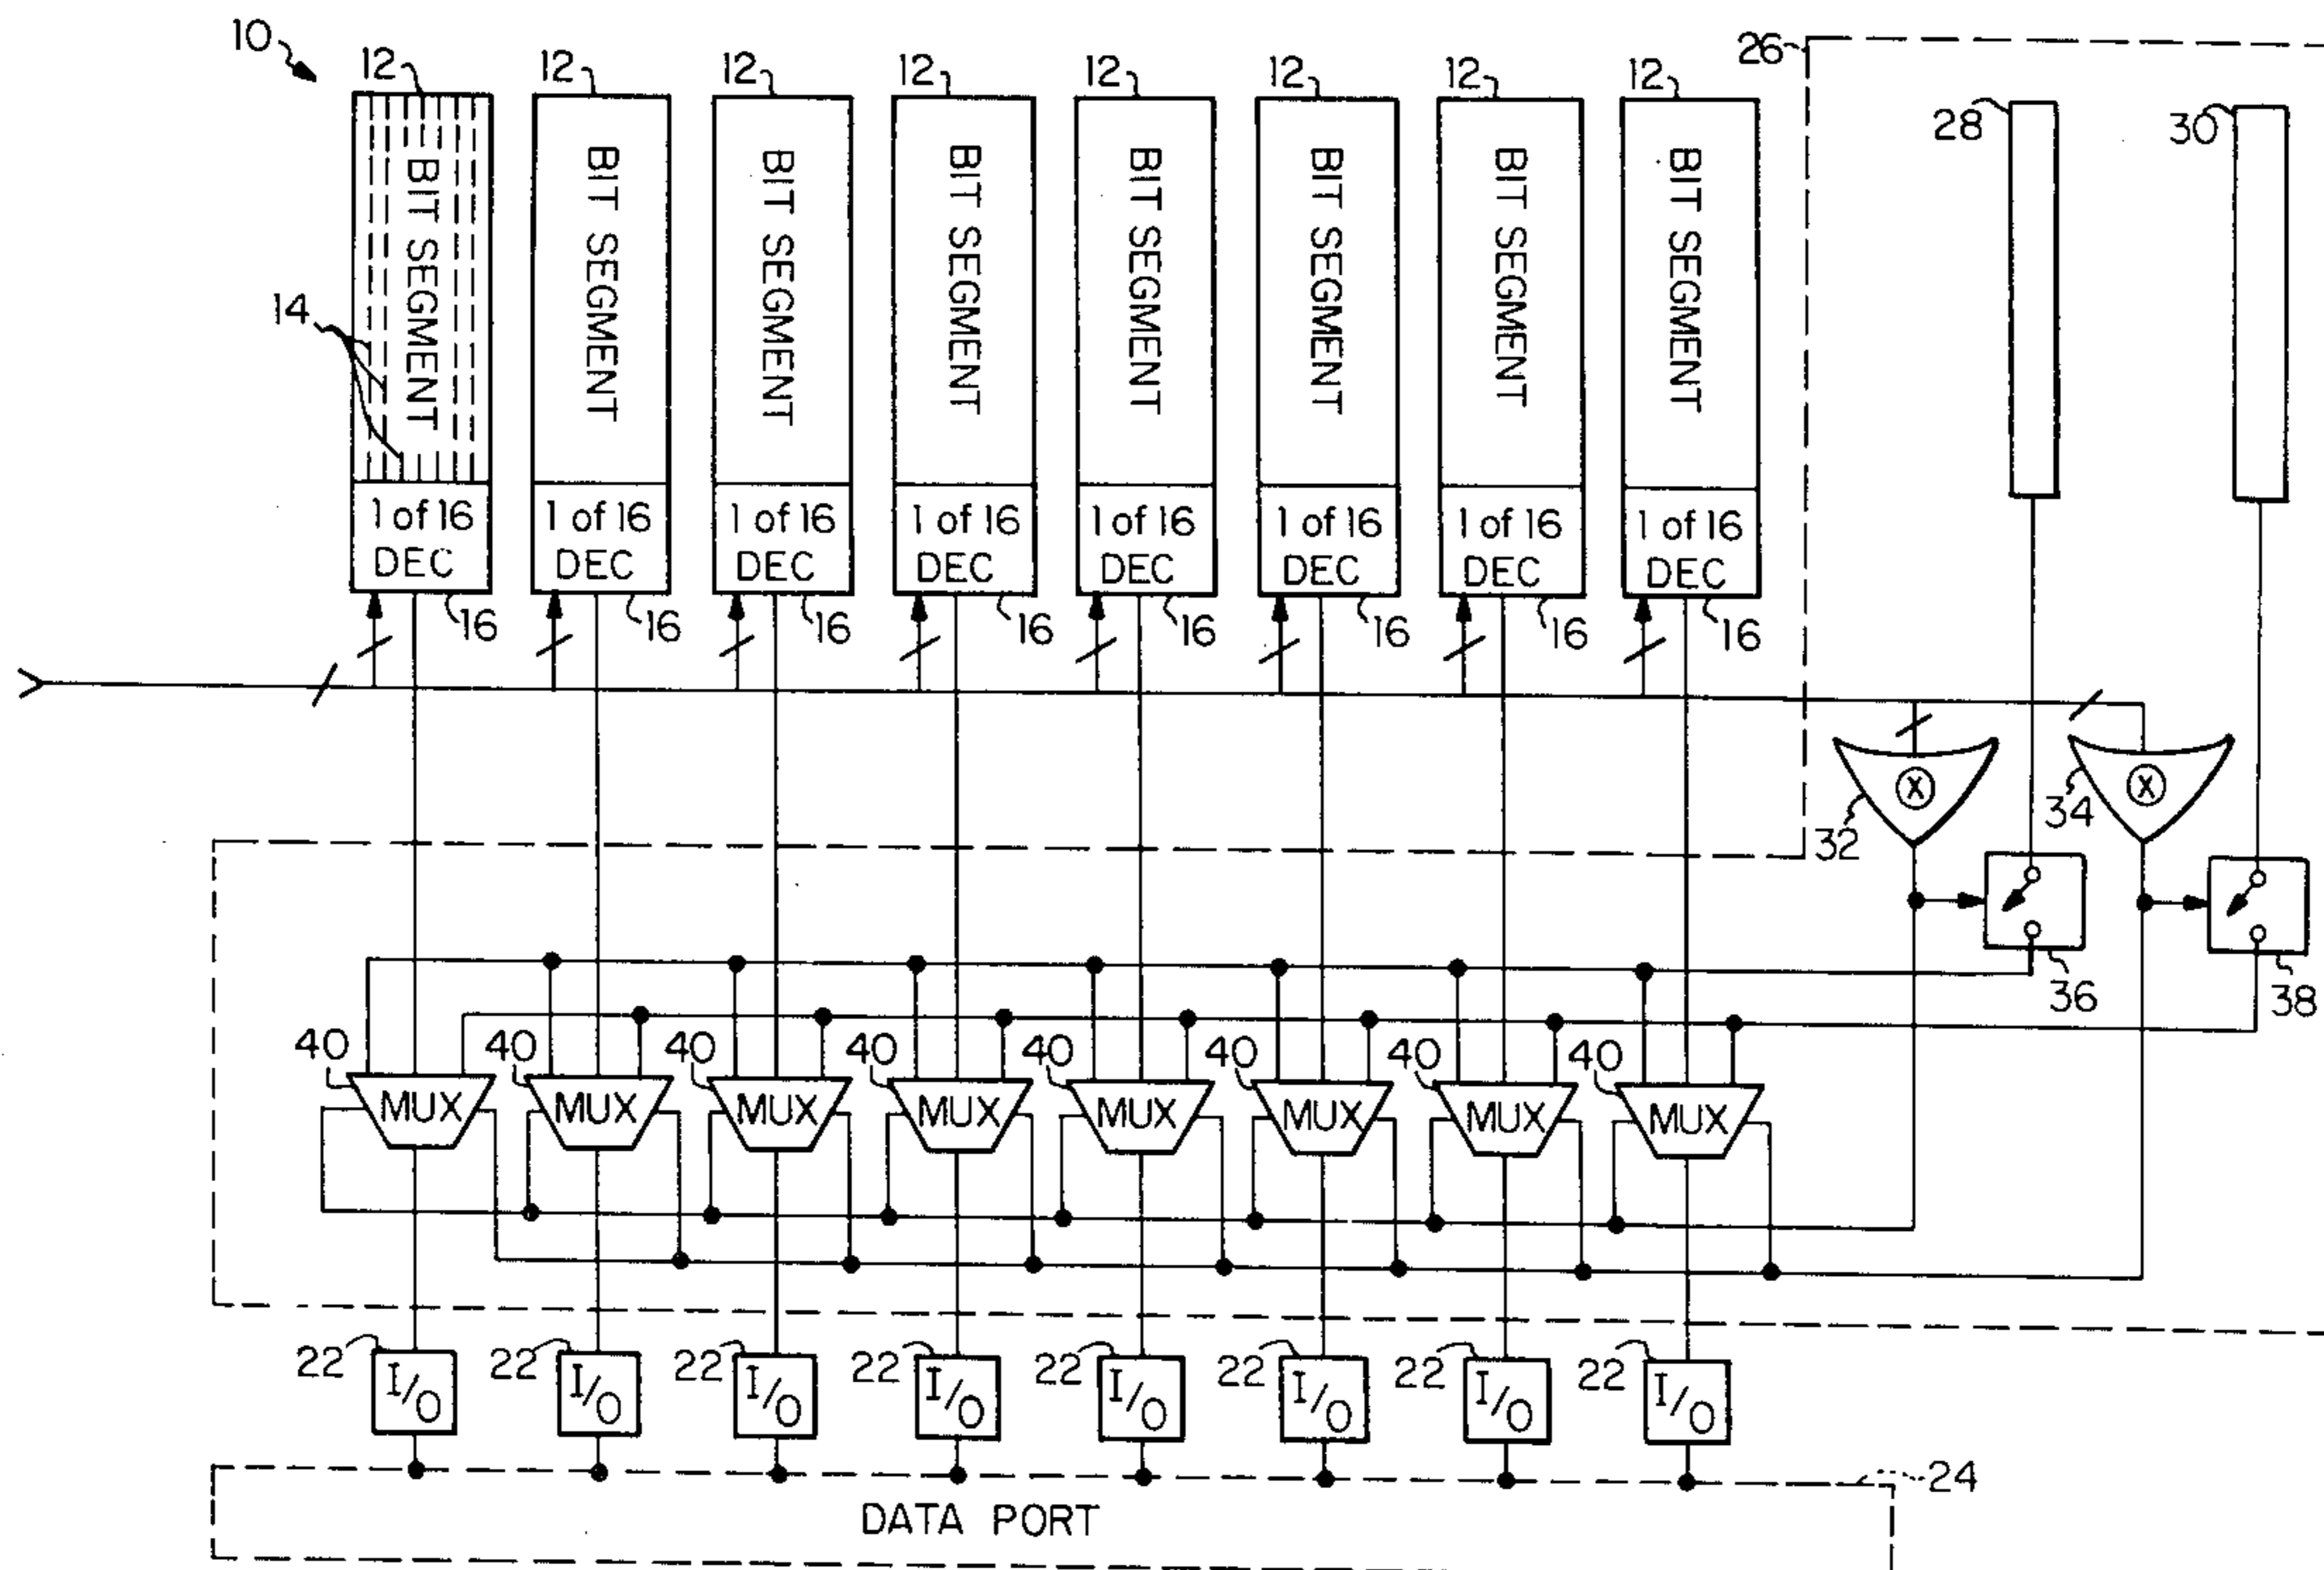 10
12 12 12 12 12 12 12 12
26
28
30
BIT SEGMENT BIT SEGMENT BIT SEGMENT BIT SEGMENT BIT SEGMENT BIT SEGMENT BIT SEGMENT BIT SEGMENT
14
1 of 16 1 of 16 1 of 16 1 of 16 1 of 16 1 of 16 1 of 16 1 of 16
DEC DEC DEC DEC DEC DEC DEC DEC
16 16 16 16 16 16 16 16
X X
32
34
36
38
40 40 40 40 40 40 40 40
MUX MUX MUX MUX MUX MUX MUX MUX
22 22 22 22 22 22 22 22
I/O I/O I/O I/O I/O I/O I/O I/O
24
DATA PORT